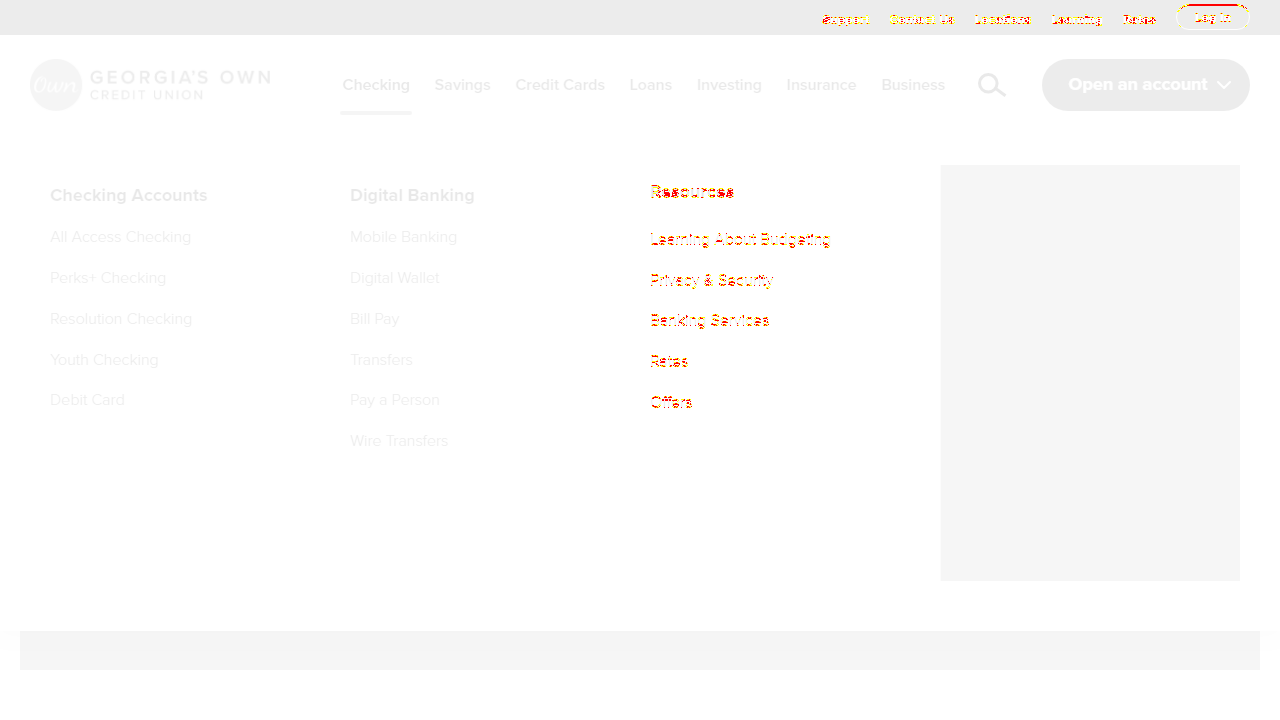 Support Contact Us Locations Learning Rates Log In
Own GEORGIA'S OWN
CREDIT UNION
Checking Savings Credit Cards Loans Investing Insurance Business Open an account
Checking Accounts
All Access Checking
Perks+ Checking
Resolution Checking
Youth Checking
Debit Card
Digital Banking
Mobile Banking
Digital Wallet
Bill Pay
Transfers
Pay a Person
Wire Transfers
Resources
Learning About Budgeting
Privacy & Security
Banking Services
Rates
Offers